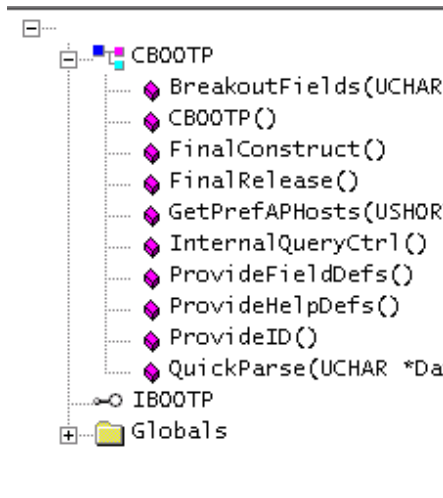 CBOOTP
BreakoutFields(UCHAR
CBOOTP()
FinalConstruct()
FinalRelease()
GetPrefAPHosts(USHOR
InternalQueryCtrl()
ProvideFieldDefs()
ProvideHelpDefs()
ProvideID()
QuickParse(UCHAR *Da
IBOOTP
Globals